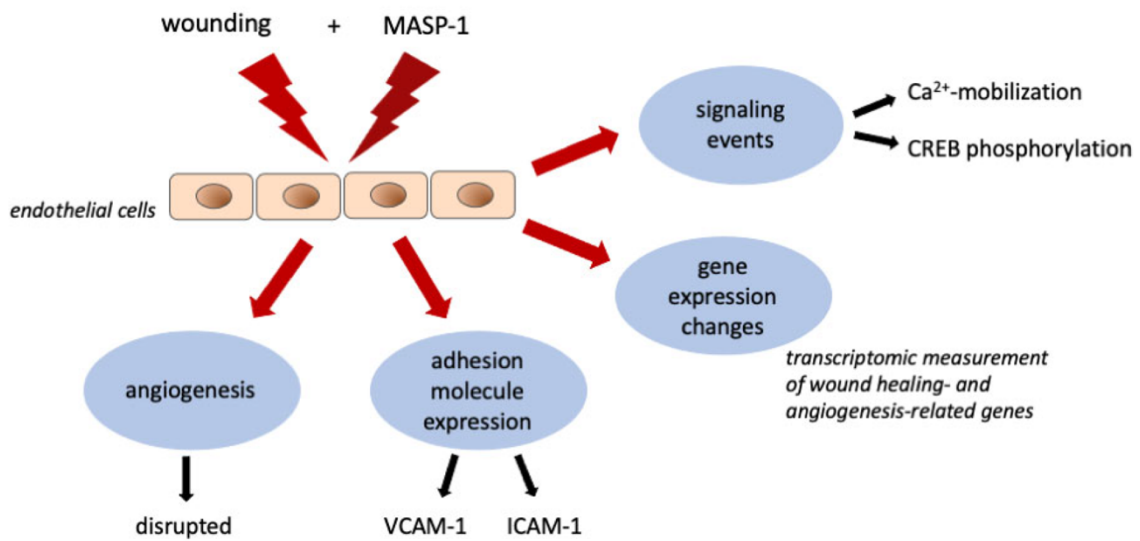 wounding + MASP-1
endothelial cells
signaling
events
Ca²⁺-mobilization
CREB phosphorylation
gene
expression
changes
transcriptomic measurement
of wound healing- and
angiogenesis-related genes
angiogenesis
disrupted
adhesion
molecule
expression
VCAM-1 ICAM-1